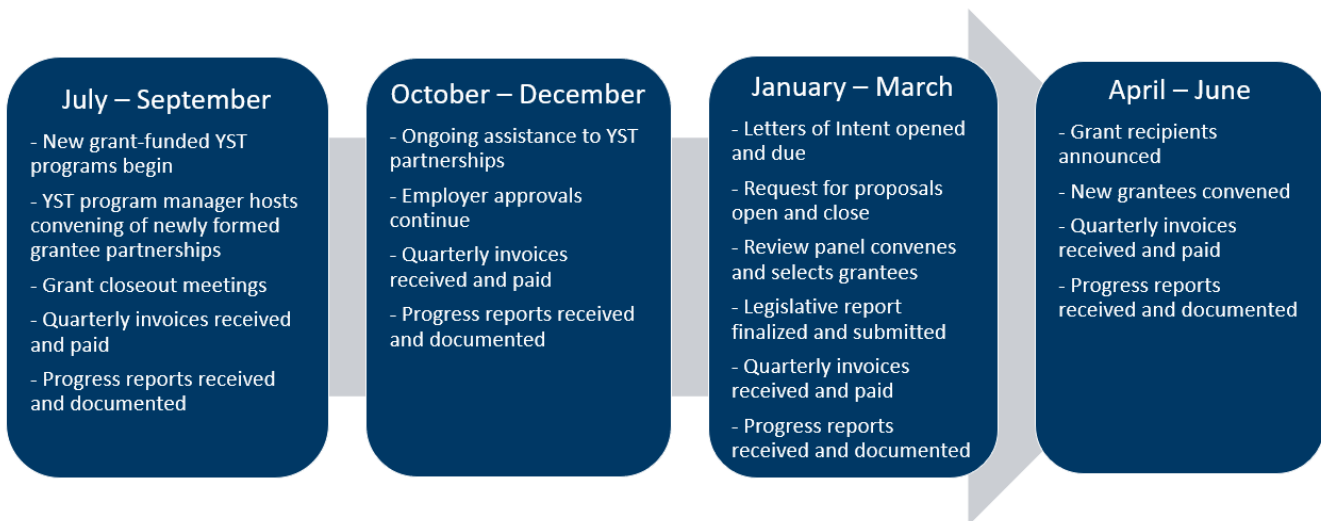 July – September
- New grant-funded YST
programs begin
- YST program manager hosts
convening of newly formed
grantee partnerships
- Grant closeout meetings
- Quarterly invoices received
and paid
- Progress reports received
and documented
October – December
- Ongoing assistance to YST
partnerships
- Employer approvals
continue
- Quarterly invoices
received and paid
- Progress reports received
and documented
January – March
- Letters of Intent opened
and due
- Request for proposals
open and close
- Review panel convenes
and selects grantees
- Legislative report
finalized and submitted
- Quarterly invoices
received and paid
- Progress reports
received and documented
April – June
- Grant recipients
announced
- New grantees convened
- Quarterly invoices
received and paid
- Progress reports
received and documented